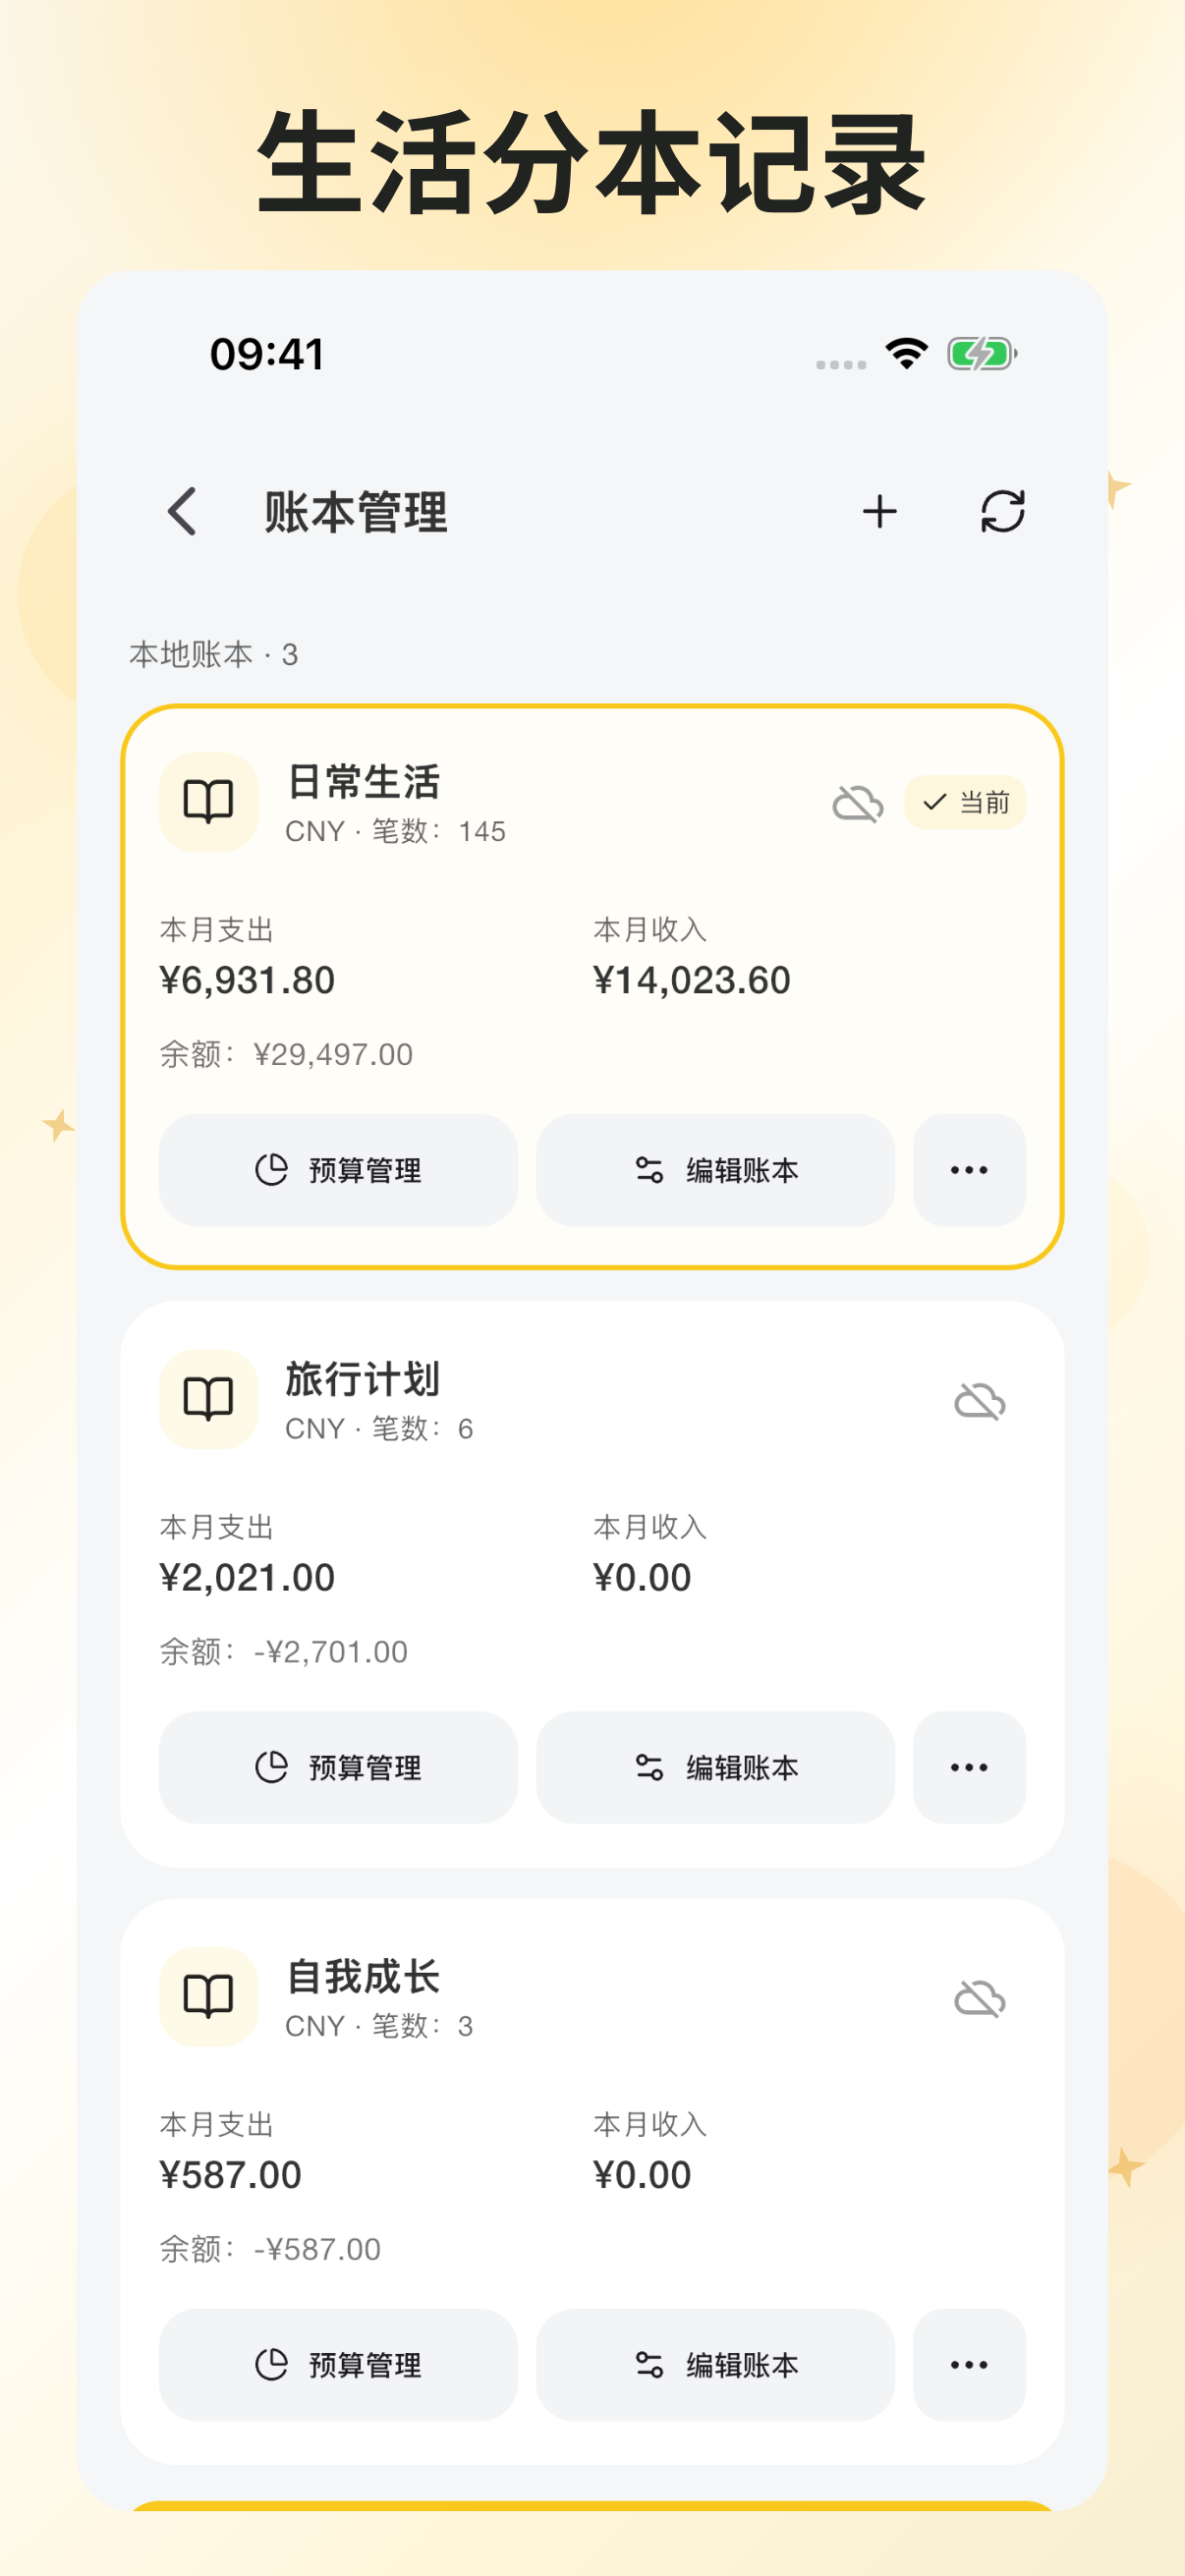 生活分本记录
09:41
账本管理
本地账本 · 3
日常生活
CNY · 笔数：145
当前
本月支出 本月收入
¥6,931.80 ¥14,023.60
余额：¥29,497.00
预算管理 编辑账本
旅行计划
CNY · 笔数：6
本月支出 本月收入
¥2,021.00 ¥0.00
余额：-¥2,701.00
预算管理 编辑账本
自我成长
CNY · 笔数：3
本月支出 本月收入
¥587.00 ¥0.00
余额：-¥587.00
预算管理 编辑账本